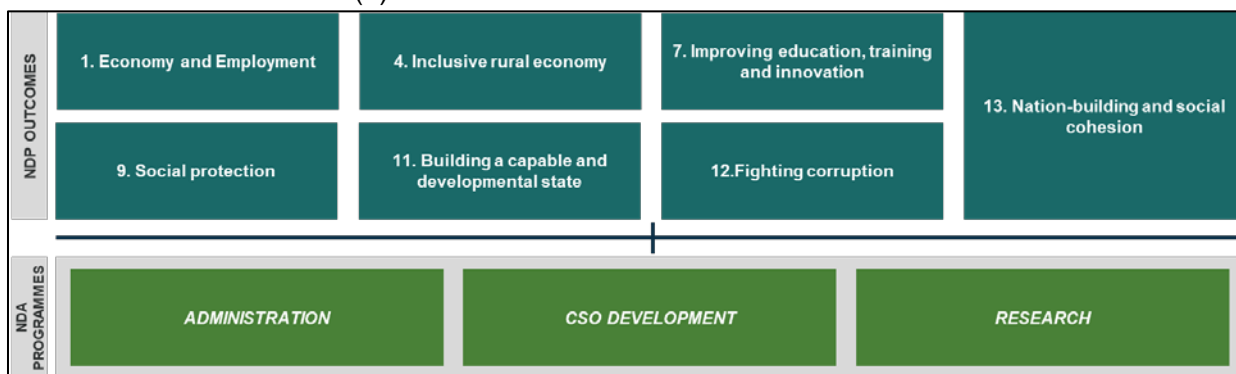 NDP OUTCOMES
1. Economy and Employment
4. Inclusive rural economy
7. Improving education, training
and innovation
13. Nation-building and social
cohesion
9. Social protection
11. Building a capable and
developmental state
12.Fighting corruption
NDA
PROGRAMMES
ADMINISTRATION
CSO DEVELOPMENT
RESEARCH